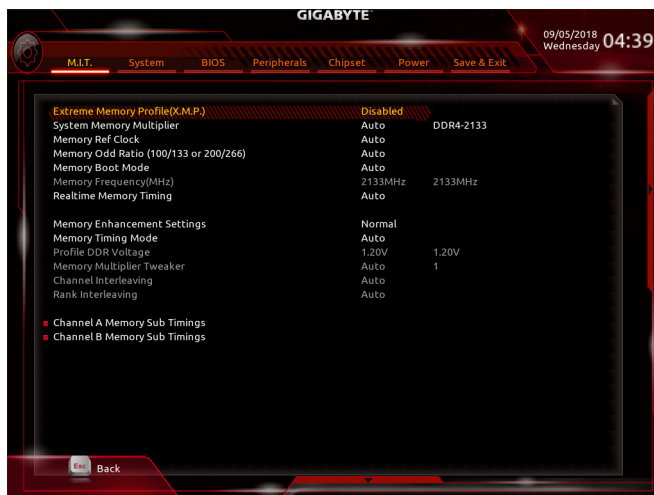 GIGABYTE™
09/05/2018
Wednesday 04:39
M.I.T. System BIOS Peripherals Chipset Power Save & Exit
Extreme Memory Profile(X.M.P.) Disabled
System Memory Multiplier Auto DDR4-2133
Memory Ref Clock Auto
Memory Odd Ratio (100/133 or 200/266) Auto
Memory Boot Mode Auto
Memory Frequency(MHz) 2133MHz 2133MHz
Realtime Memory Timing Auto
Memory Enhancement Settings Normal
Memory Timing Mode Auto
Profile DDR Voltage 1.20V 1.20V
Memory Multiplier Tweaker Auto 1
Channel Interleaving Auto
Rank Interleaving Auto
Channel A Memory Sub Timings
Channel B Memory Sub Timings
Esc Back